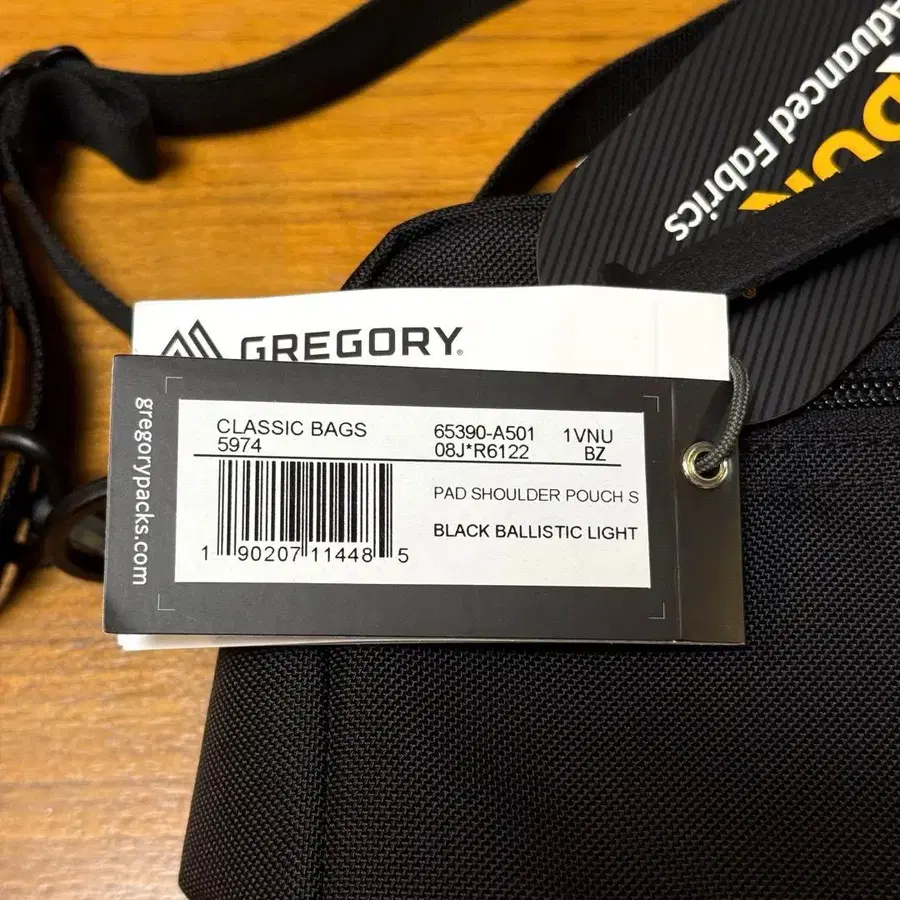 DURA
Advanced Fabrics
GREGORY®
gregorypacks.com
CLASSIC BAGS 65390-A501 1VNU
5974 08J*R6122 BZ
PAD SHOULDER POUCH S
BLACK BALLISTIC LIGHT
1 90207 11448 5